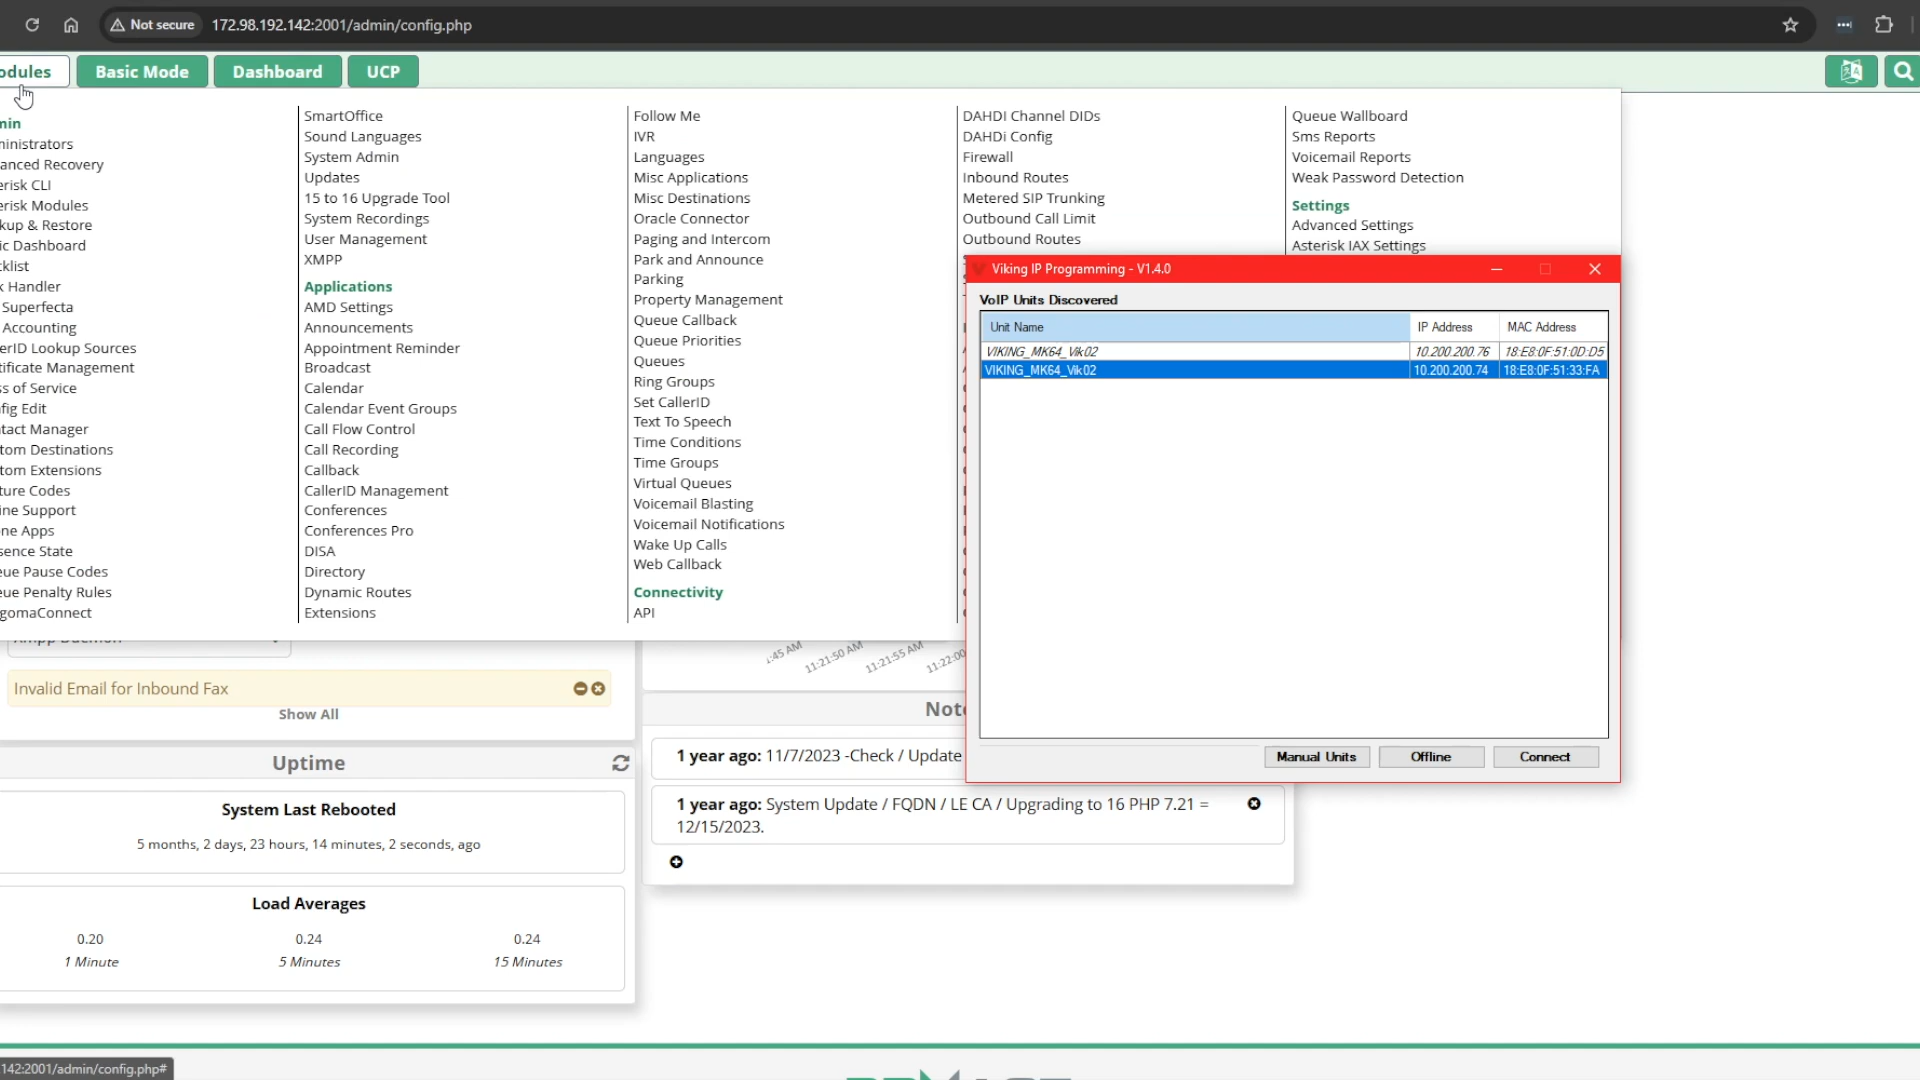 Not secure
172.98.192.142:2001/admin/config.php
odules
Basic Mode
Dashboard
UCP
min
ministrators
anced Recovery
erisk CLI
erisk Modules
kup & Restore
ic Dashboard
klist
k Handler
Superfecta
Accounting
erID Lookup Sources
tificate Management
ss of Service
fig Edit
tact Manager
tom Destinations
tom Extensions
ture Codes
ine Support
ne Apps
sence State
eue Pause Codes
eue Penalty Rules
gomaConnect
SmartOffice
Sound Languages
System Admin
Updates
15 to 16 Upgrade Tool
System Recordings
User Management
XMPP
Applications
AMD Settings
Announcements
Appointment Reminder
Broadcast
Calendar
Calendar Event Groups
Call Flow Control
Call Recording
Callback
CallerID Management
Conferences
Conferences Pro
DISA
Directory
Dynamic Routes
Extensions
Follow Me
IVR
Languages
Misc Applications
Misc Destinations
Oracle Connector
Paging and Intercom
Park and Announce
Parking
Property Management
Queue Callback
Queue Priorities
Queues
Ring Groups
Set CallerID
Text To Speech
Time Conditions
Time Groups
Virtual Queues
Voicemail Blasting
Voicemail Notifications
Wake Up Calls
Web Callback
Connectivity
API
DAHDI Channel DIDs
DAHDi Config
Firewall
Inbound Routes
Metered SIP Trunking
Outbound Call Limit
Outbound Routes
Queue Wallboard
Sms Reports
Voicemail Reports
Weak Password Detection
Settings
Advanced Settings
Asterisk IAX Settings
Viking IP Programming - V1.4.0
VoIP Units Discovered
Unit Name IP Address MAC Address
VIKING_MK64_Vik02 10.200.200.76 18:E8:0F:51:0D:D5
VIKING_MK64_Vik02 10.200.200.74 18:E8:0F:51:33:FA
Manual Units
Offline
Connect
:45 AM
11:21:50 AM
11:21:55 AM
11:22:00
Invalid Email for Inbound Fax
Show All
Uptime
System Last Rebooted
5 months, 2 days, 23 hours, 14 minutes, 2 seconds, ago
Load Averages
0.20 0.24 0.24
1 Minute 5 Minutes 15 Minutes
Note
1 year ago: 11/7/2023 -Check / Update
1 year ago: System Update / FQDN / LE CA / Upgrading to 16 PHP 7.21 =
12/15/2023.
142:2001/admin/config.php#